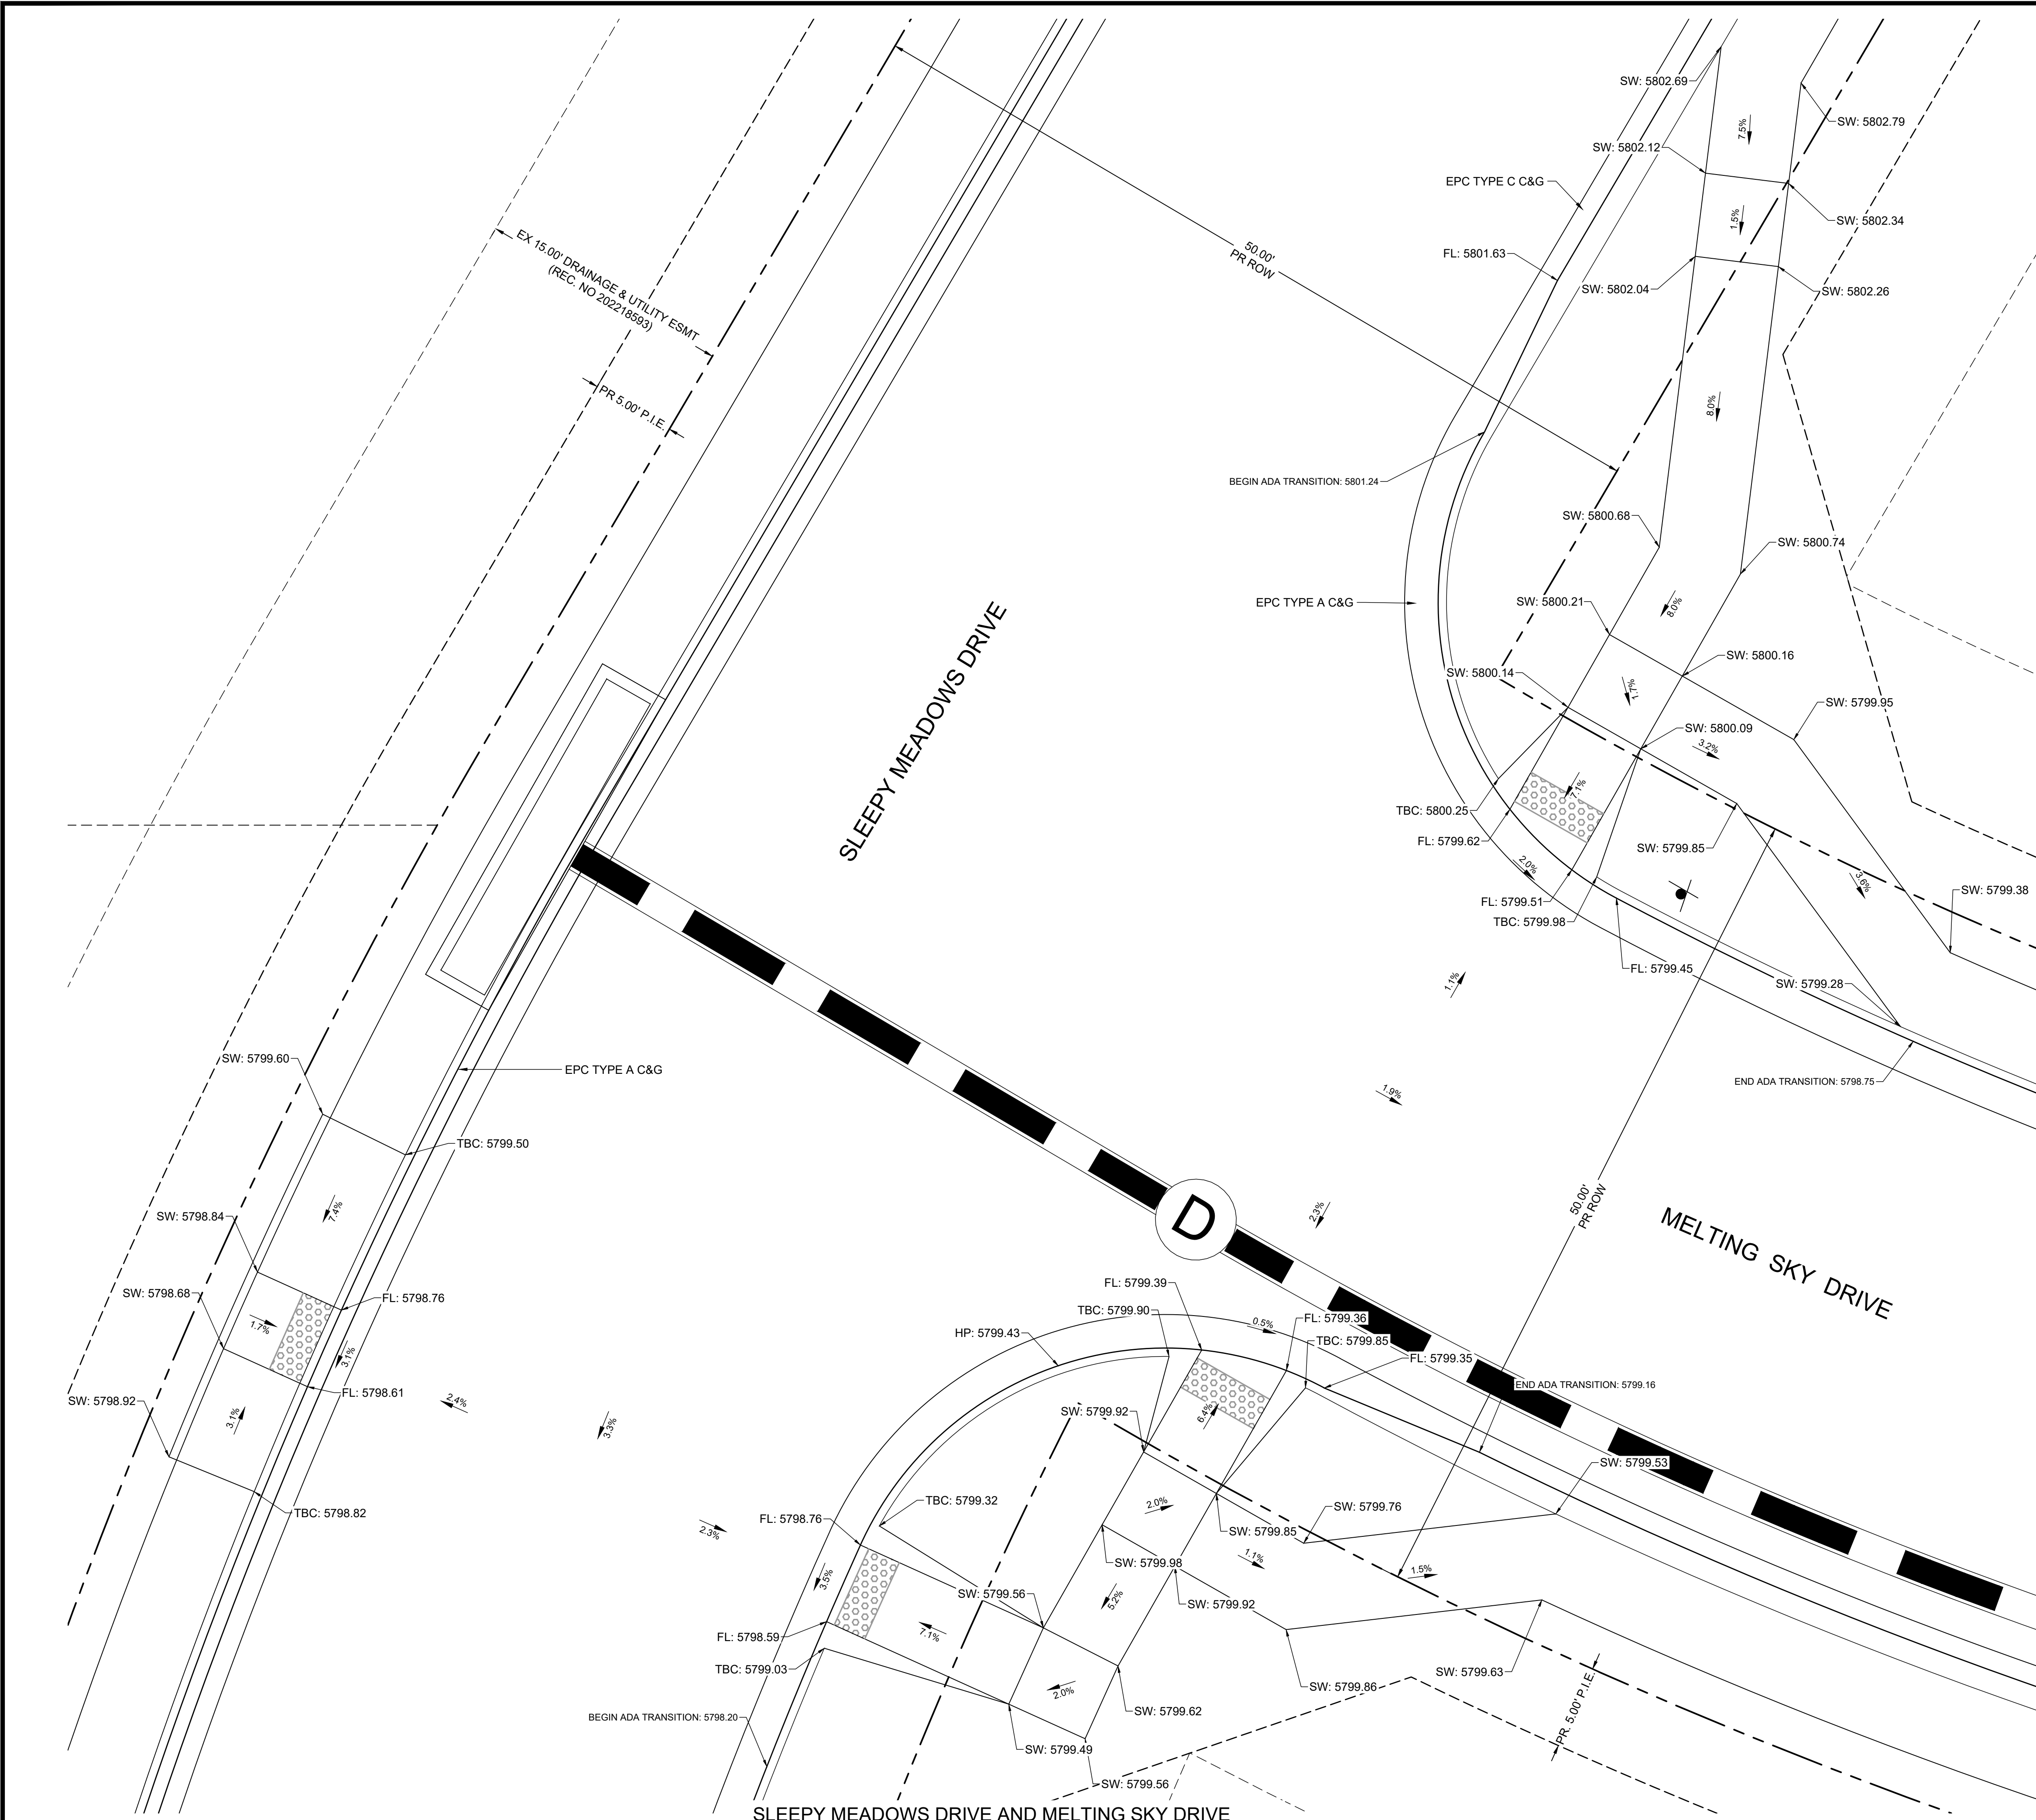 SW: 5802.69
SW: 5802.79
7.5%
SW: 5802.12
EPC TYPE C C&G
1.5%
SW: 5802.34
EX 15.00' DRAINAGE & UTILITY ESMT
(REC. NO 202218593)
50.00'
PR ROW
FL: 5801.63
SW: 5802.04
SW: 5802.26
PR 5.00' P.I.E.
8.0%
BEGIN ADA TRANSITION: 5801.24
SW: 5800.68
SW: 5800.74
EPC TYPE A C&G
SW: 5800.21
8.0%
SLEEPY MEADOWS DRIVE
SW: 5800.14
SW: 5800.16
1.7%
SW: 5799.95
SW: 5800.09
3.2%
7.1%
TBC: 5800.25
FL: 5799.62
SW: 5799.85
2.0%
3.6%
SW: 5799.38
FL: 5799.51
TBC: 5799.98
FL: 5799.45
1.1%
SW: 5799.28
SW: 5799.60
EPC TYPE A C&G
END ADA TRANSITION: 5798.75
1.9%
TBC: 5799.50
7.4%
SW: 5798.84
D
2.3%
50.00'
PR ROW
MELTING SKY DRIVE
SW: 5798.68
FL: 5798.76
FL: 5799.39
TBC: 5799.90
0.5%
FL: 5799.36
1.7%
HP: 5799.43
TBC: 5799.85
3.1%
FL: 5799.35
FL: 5798.61
END ADA TRANSITION: 5799.16
SW: 5798.92
3.1%
2.4%
3.3%
SW: 5799.92
6.4%
SW: 5799.53
TBC: 5798.82
TBC: 5799.32
2.0%
SW: 5799.76
FL: 5798.76
2.3%
SW: 5799.85
SW: 5799.98
1.1%
1.5%
3.5%
SW: 5799.56
5.2%
SW: 5799.92
FL: 5798.59
7.1%
TBC: 5799.03
SW: 5799.63
2.0%
SW: 5799.86
PR. 5.00' P.I.E.
BEGIN ADA TRANSITION: 5798.20
SW: 5799.62
SW: 5799.49
SW: 5799.56
SLEEPY MEADOWS DRIVE AND MELTING SKY DRIVE